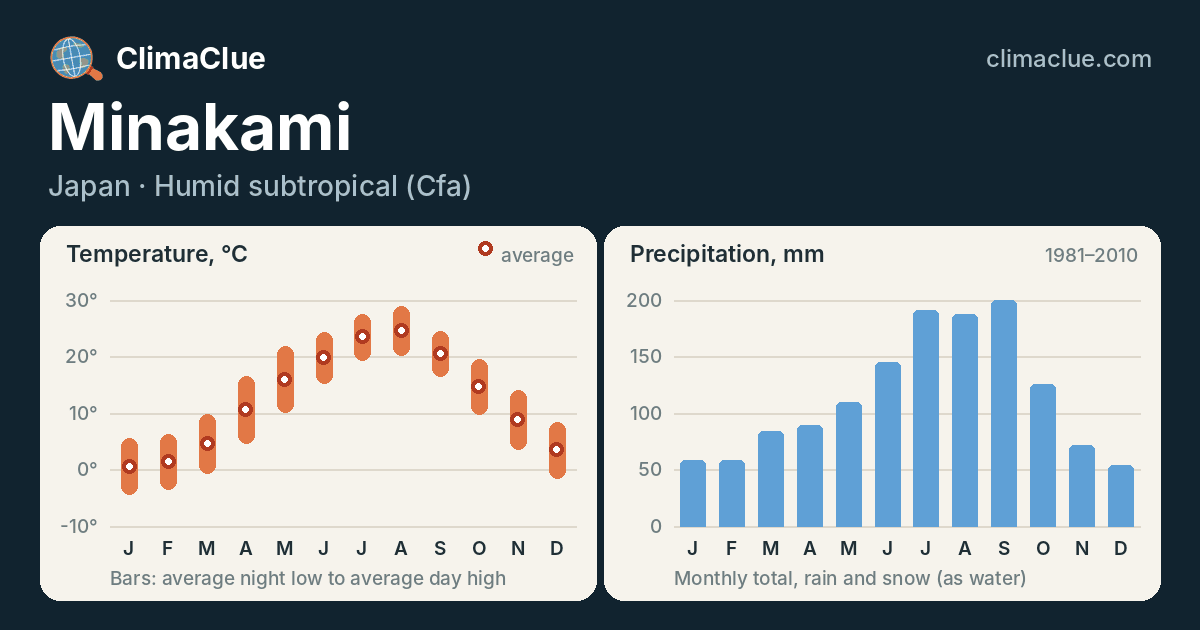 ClimaClue
climaclue.com
Minakami
Japan · Humid subtropical (Cfa)
Temperature, °C
average
30°
20°
10°
0°
-10°
J F M A M J J A S O N D
Bars: average night low to average day high
Precipitation, mm
1981–2010
200
150
100
50
0
J F M A M J J A S O N D
Monthly total, rain and snow (as water)